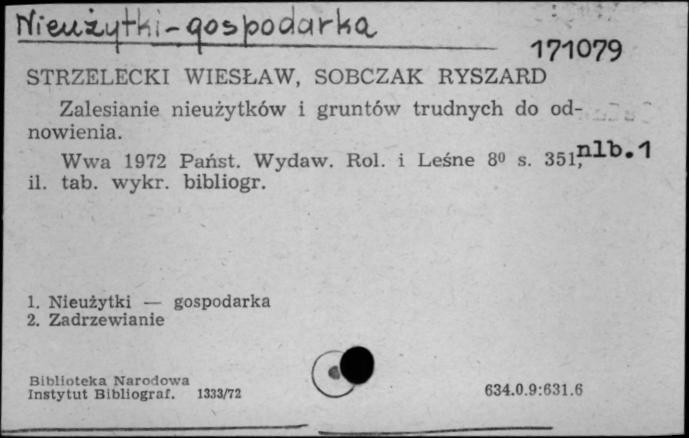 Nieużytki-gospodarka
171079
STRZELECKI WIESŁAW, SOBCZAK RYSZARD
Zalesianie nieużytków i gruntów trudnych do od-
nowienia.
Wwa 1972 Państ. Wydaw. Rol. i Leśne 8⁰ s. 351, nlb.1
il. tab. wykr. bibliogr.
1. Nieużytki — gospodarka
2. Zadrzewianie
Biblioteka Narodowa
Instytut Bibliograf. 1333/72
634.0.9:631.6